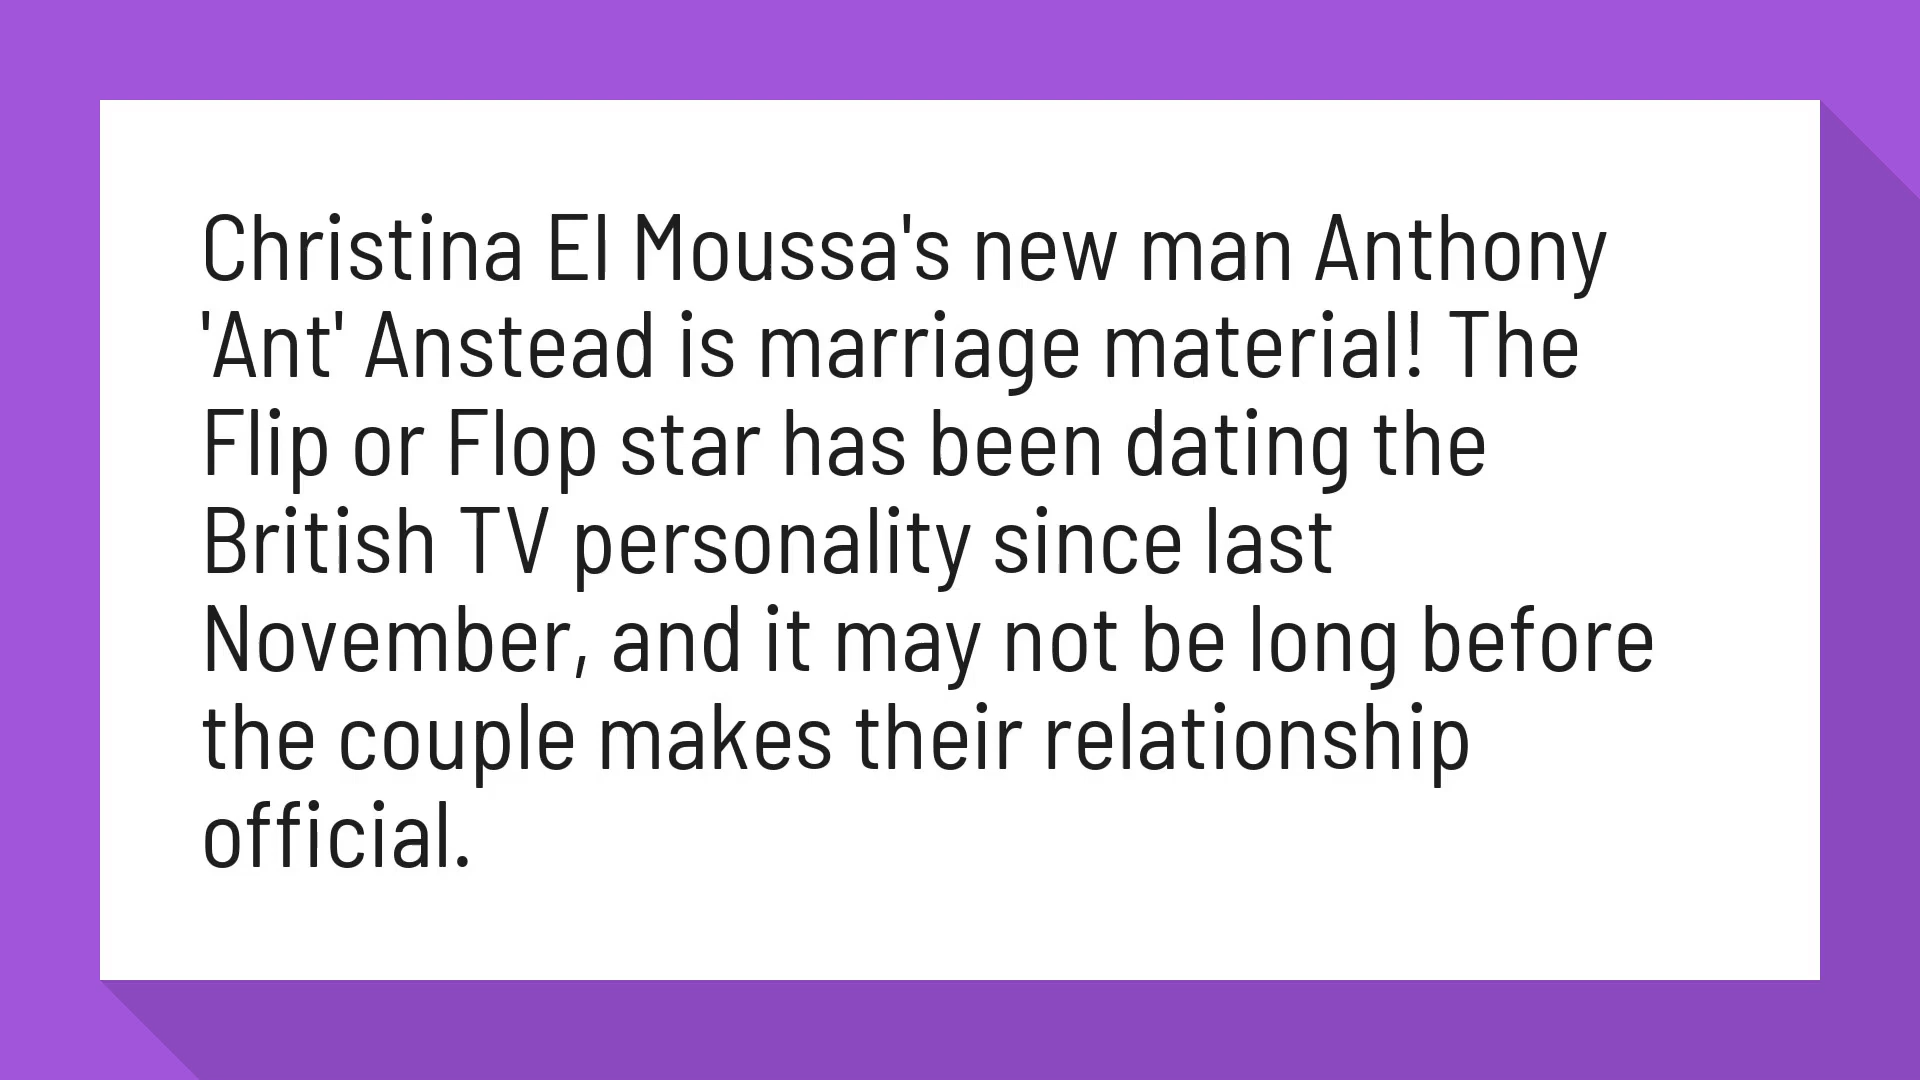 Christina El Moussa's new man Anthony
'Ant' Anstead is marriage material! The
Flip or Flop star has been dating the
British TV personality since last
November, and it may not be long before
the couple makes their relationship
official.